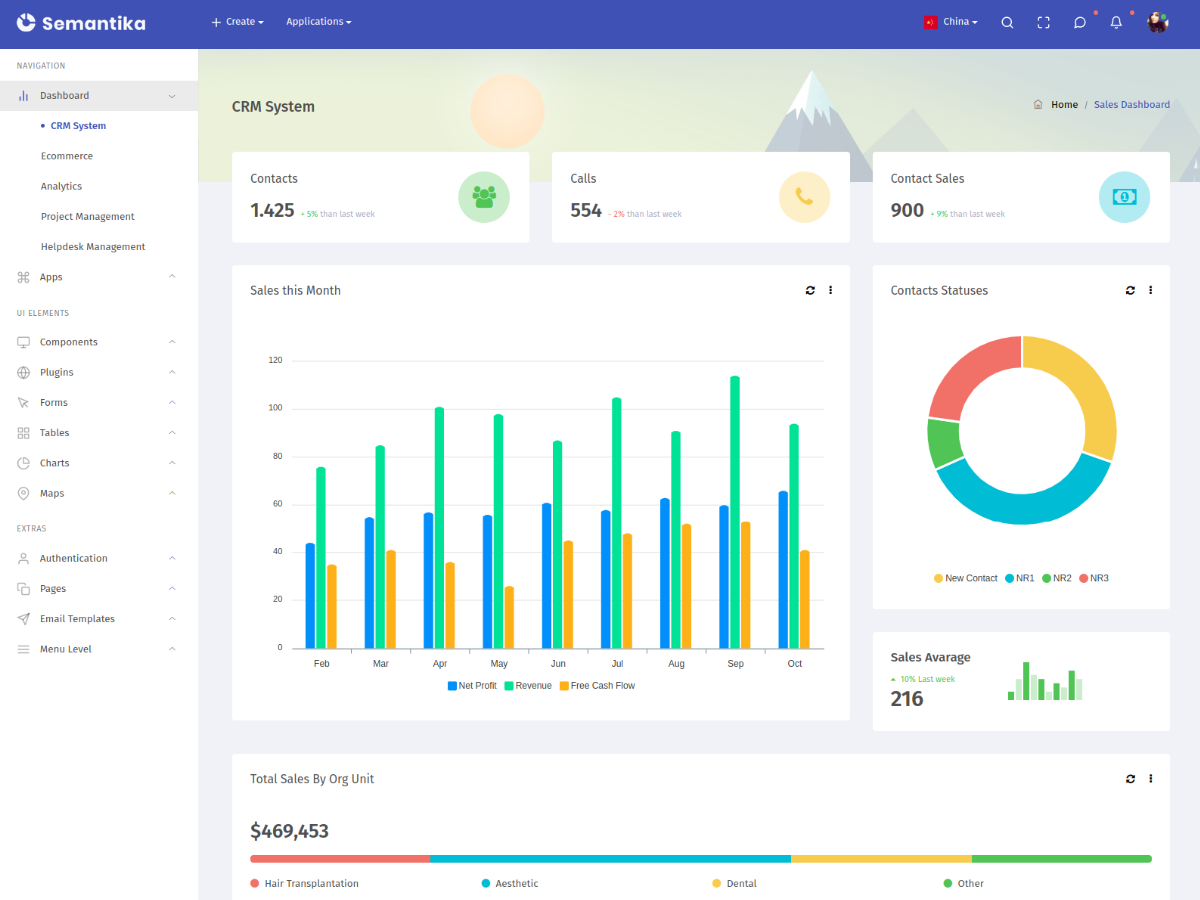 Semantika
Create
Applications
China
NAVIGATION
Dashboard
CRM System
Ecommerce
Analytics
Project Management
Helpdesk Management
Apps
UI ELEMENTS
Components
Plugins
Forms
Tables
Charts
Maps
EXTRAS
Authentication
Pages
Email Templates
Menu Level
CRM System
Home / Sales Dashboard
Contacts
1.425 + 5% than last week
Calls
554 - 2% than last week
Contact Sales
900 + 9% than last week
Sales this Month
120
100
80
60
40
20
0
Feb Mar Apr May Jun Jul Aug Sep Oct
Net Profit Revenue Free Cash Flow
Contacts Statuses
New Contact NR1 NR2 NR3
Sales Avarage
10% Last week
216
Total Sales By Org Unit
$469,453
Hair Transplantation Aesthetic Dental Other